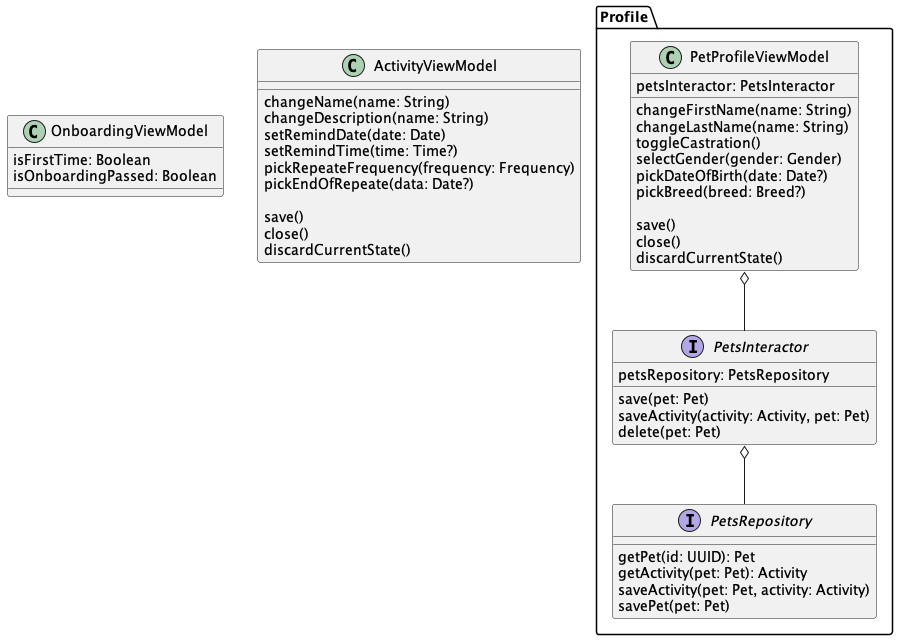 OnboardingViewModel
isFirstTime: Boolean
isOnboardingPassed: Boolean
ActivityViewModel
changeName(name: String)
changeDescription(name: String)
setRemindDate(date: Date)
setRemindTime(time: Time?)
pickRepeateFrequency(frequency: Frequency)
pickEndOfRepeate(data: Date?)
save()
close()
discardCurrentState()
Profile
PetProfileViewModel
petsInteractor: PetsInteractor
changeFirstName(name: String)
changeLastName(name: String)
toggleCastration()
selectGender(gender: Gender)
pickDateOfBirth(date: Date?)
pickBreed(breed: Breed?)
save()
close()
discardCurrentState()
PetsInteractor
petsRepository: PetsRepository
save(pet: Pet)
saveActivity(activity: Activity, pet: Pet)
delete(pet: Pet)
PetsRepository
getPet(id: UUID): Pet
getActivity(pet: Pet): Activity
saveActivity(pet: Pet, activity: Activity)
savePet(pet: Pet)